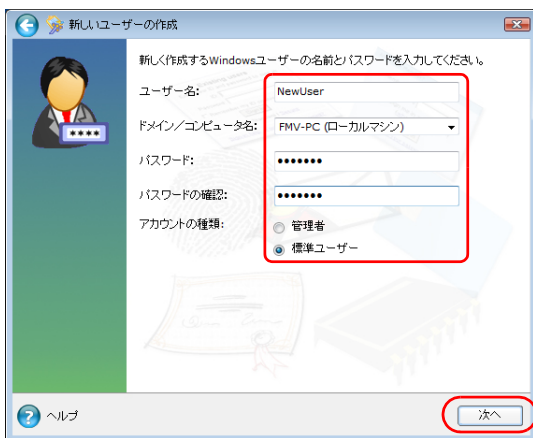 新しいユーザーの作成
新しく作成するWindowsユーザーの名前とパスワードを入力してください。
ユーザー名: NewUser
ドメイン/コンピュータ名: FMV-PC (ローカルマシン)
パスワード: •••••••
パスワードの確認: •••••••
アカウントの種類: 管理者
標準ユーザー
ヘルプ 次へ